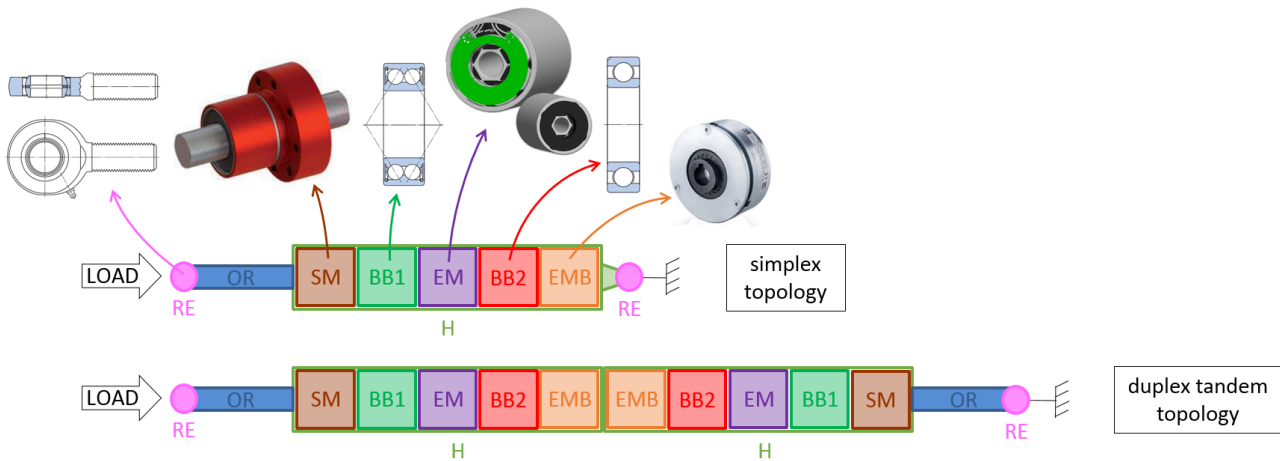 LOAD
OR
SM
BB1
EM
BB2
EMB
RE
RE
H
simplex
topology
LOAD
OR
SM
BB1
EM
BB2
EMB
EMB
BB2
EM
BB1
SM
OR
RE
RE
H
H
duplex tandem
topology